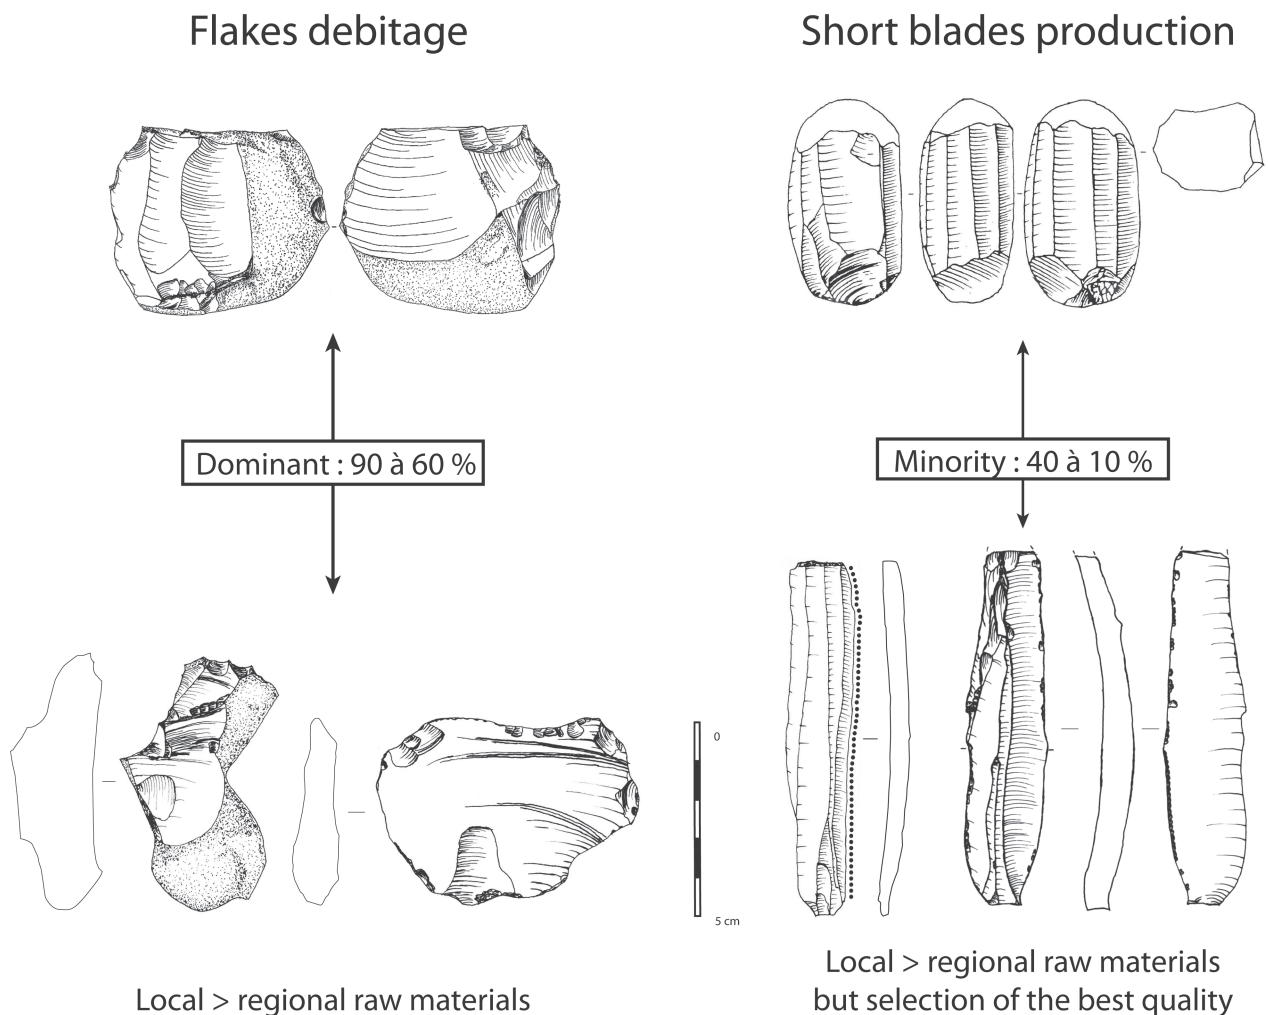 Flakes debitage
Short blades production
Dominant : 90 à 60 %
Minority : 40 à 10 %
0
5 cm
Local > regional raw materials
Local > regional raw materials
but selection of the best quality